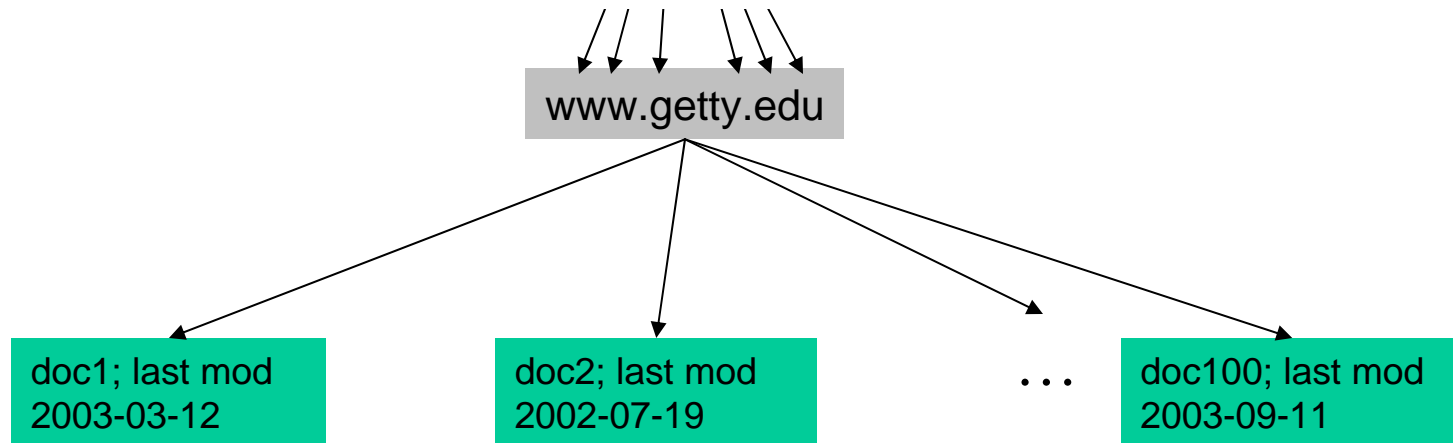 www.getty.edu
doc1; last mod
2003-03-12
doc2; last mod
2002-07-19
...
doc100; last mod
2003-09-11